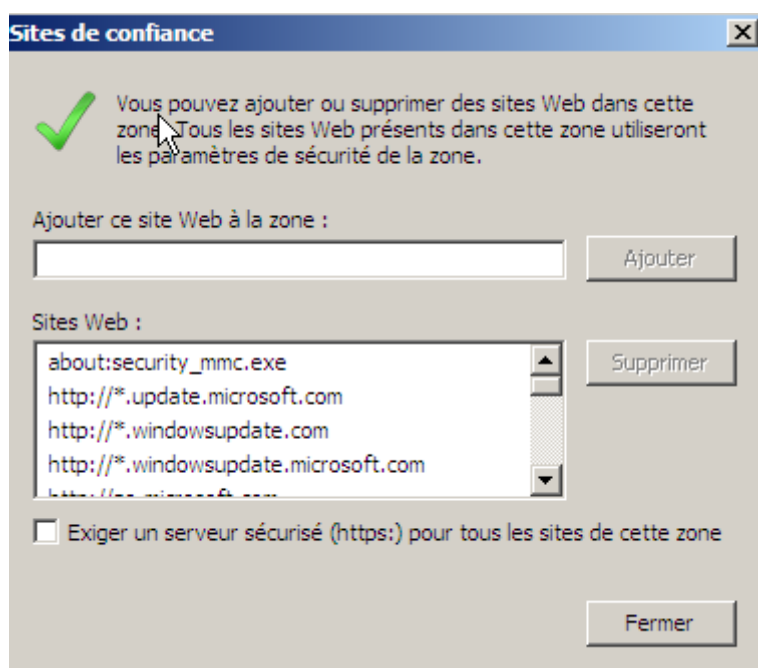 Sites de confiance
Vous pouvez ajouter ou supprimer des sites Web dans cette
zone. Tous les sites Web présents dans cette zone utiliseront
les paramètres de sécurité de la zone.
Ajouter ce site Web à la zone :
Ajouter
Sites Web :
about:security_mmc.exe
http://*.update.microsoft.com
http://*.windowsupdate.com
http://*.windowsupdate.microsoft.com
Supprimer
Exiger un serveur sécurisé (https:) pour tous les sites de cette zone
Fermer